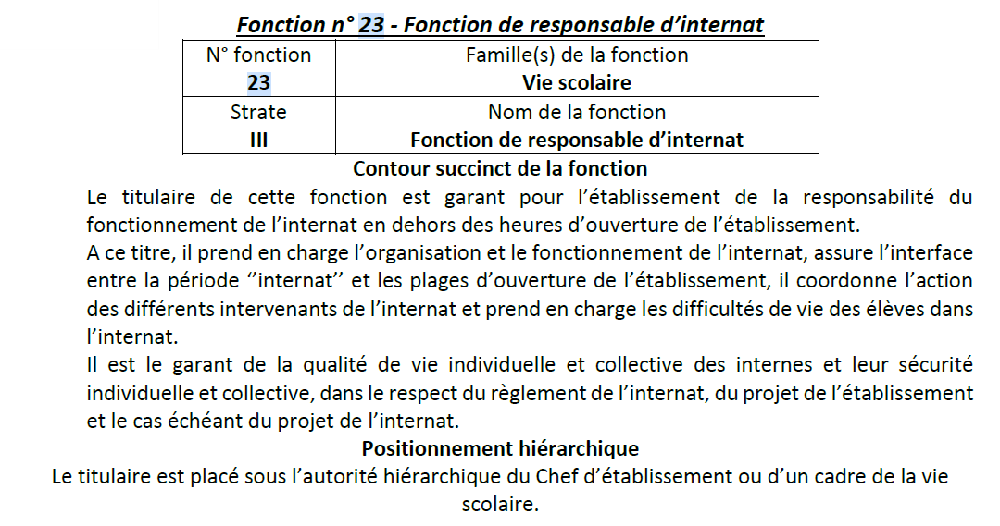 Fonction n° 23 - Fonction de responsable d’internat
N° fonction
Famille(s) de la fonction
23
Vie scolaire
Strate
Nom de la fonction
III
Fonction de responsable d’internat
Contour succinct de la fonction
Le titulaire de cette fonction est garant pour l’établissement de la responsabilité du
fonctionnement de l’internat en dehors des heures d’ouverture de l’établissement.
A ce titre, il prend en charge l’organisation et le fonctionnement de l’internat, assure l’interface
entre la période ‘’internat’’ et les plages d’ouverture de l’établissement, il coordonne l’action
des différents intervenants de l’internat et prend en charge les difficultés de vie des élèves dans
l’internat.
Il est le garant de la qualité de vie individuelle et collective des internes et leur sécurité
individuelle et collective, dans le respect du règlement de l’internat, du projet de l’établissement
et le cas échéant du projet de l’internat.
Positionnement hiérarchique
Le titulaire est placé sous l’autorité hiérarchique du Chef d’établissement ou d’un cadre de la vie
scolaire.